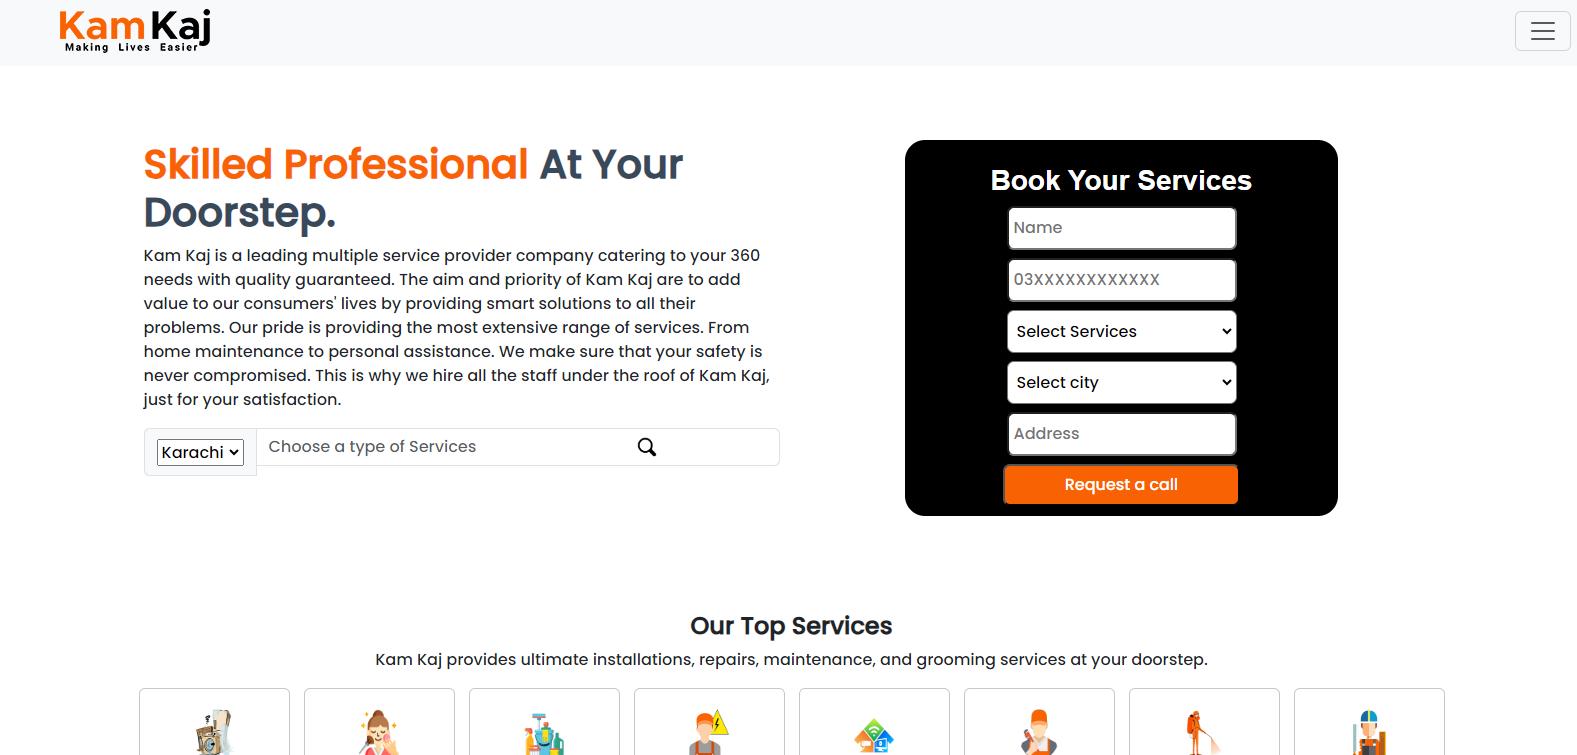 Kam Kaj
Making Lives Easier
Skilled Professional At Your
Doorstep.
Kam Kaj is a leading multiple service provider company catering to your 360
needs with quality guaranteed. The aim and priority of Kam Kaj are to add
value to our consumers' lives by providing smart solutions to all their
problems. Our pride is providing the most extensive range of services. From
home maintenance to personal assistance. We make sure that your safety is
never compromised. This is why we hire all the staff under the roof of Kam Kaj,
just for your satisfaction.
Karachi
Choose a type of Services
Book Your Services
Name
03XXXXXXXXXXXX
Select Services
Select city
Address
Request a call
Our Top Services
Kam Kaj provides ultimate installations, repairs, maintenance, and grooming services at your doorstep.